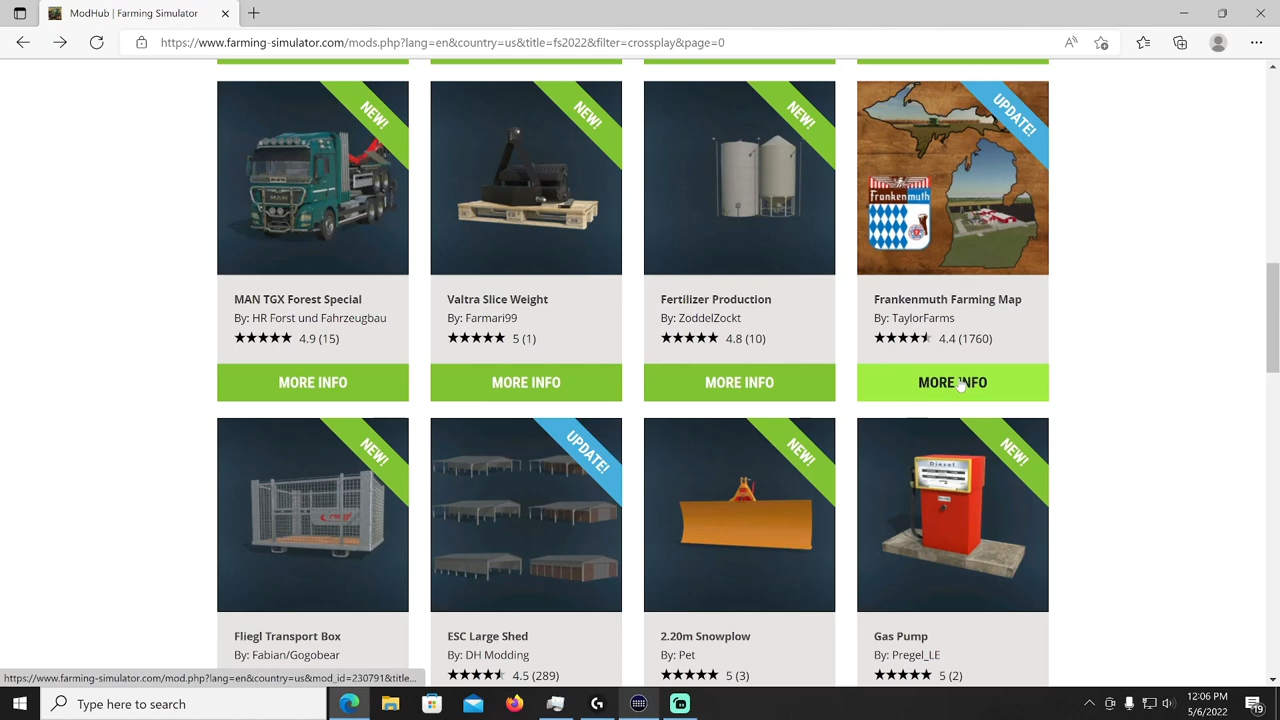 ModHub | Farming Simulator
https://www.farming-simulator.com/mods.php?lang=en&country=us&title=fs2022&filter=crossplay&page=0
NEW!
NEW!
NEW!
UPDATE!
Frankenmuth
MAN TGX Forest Special
By: HR Forst und Fahrzeugbau
4.9 (15)
MORE INFO
Valtra Slice Weight
By: Farmari99
5 (1)
MORE INFO
Fertilizer Production
By: ZoddelZockt
4.8 (10)
MORE INFO
Frankenmuth Farming Map
By: TaylorFarms
4.4 (1760)
MORE INFO
NEW!
UPDATE!
NEW!
NEW!
Diesel
Fliegl Transport Box
By: Fabian/Gogobear
ESC Large Shed
By: DH Modding
4.5 (289)
2.20m Snowplow
By: Pet
5 (3)
Gas Pump
By: Pregel_LE
5 (2)
https://www.farming-simulator.com/mod.php?lang=en&country=us&mod_id=230791&title...
Type here to search
12:06 PM
5/6/2022
19